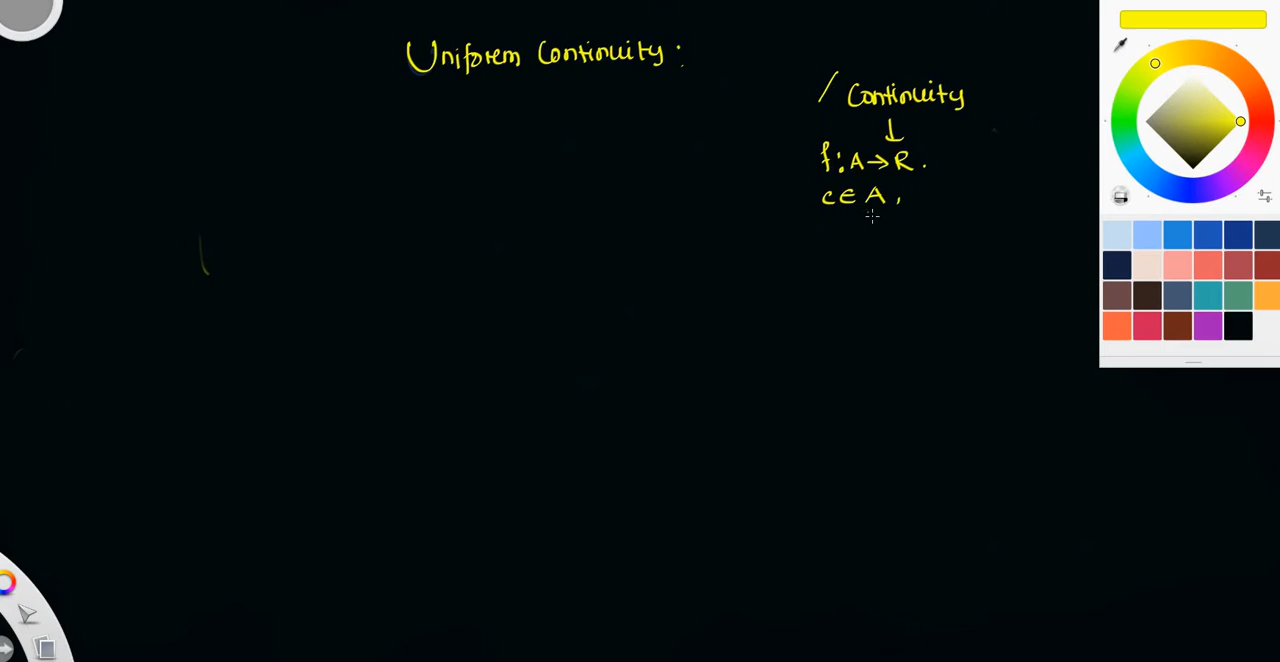 Uniform Continuity:
/ Continuity
↓
f: A→R.
c∈A,